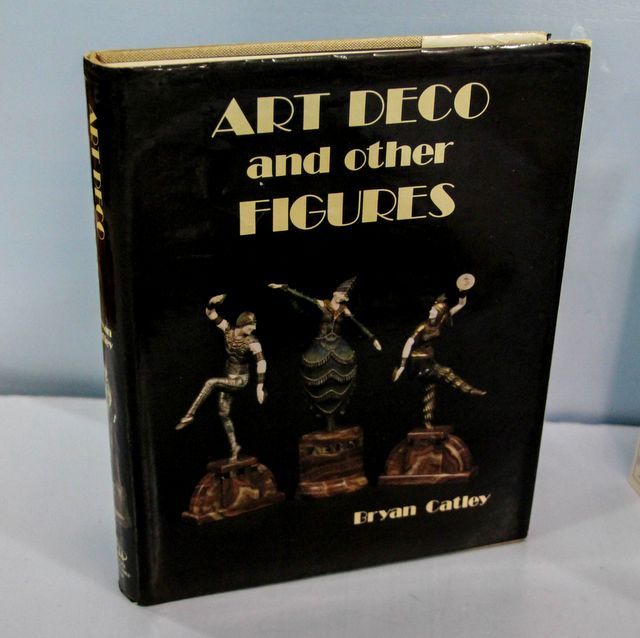 ART DECO
and other
FIGURES
Bryan Catley
ART DECO